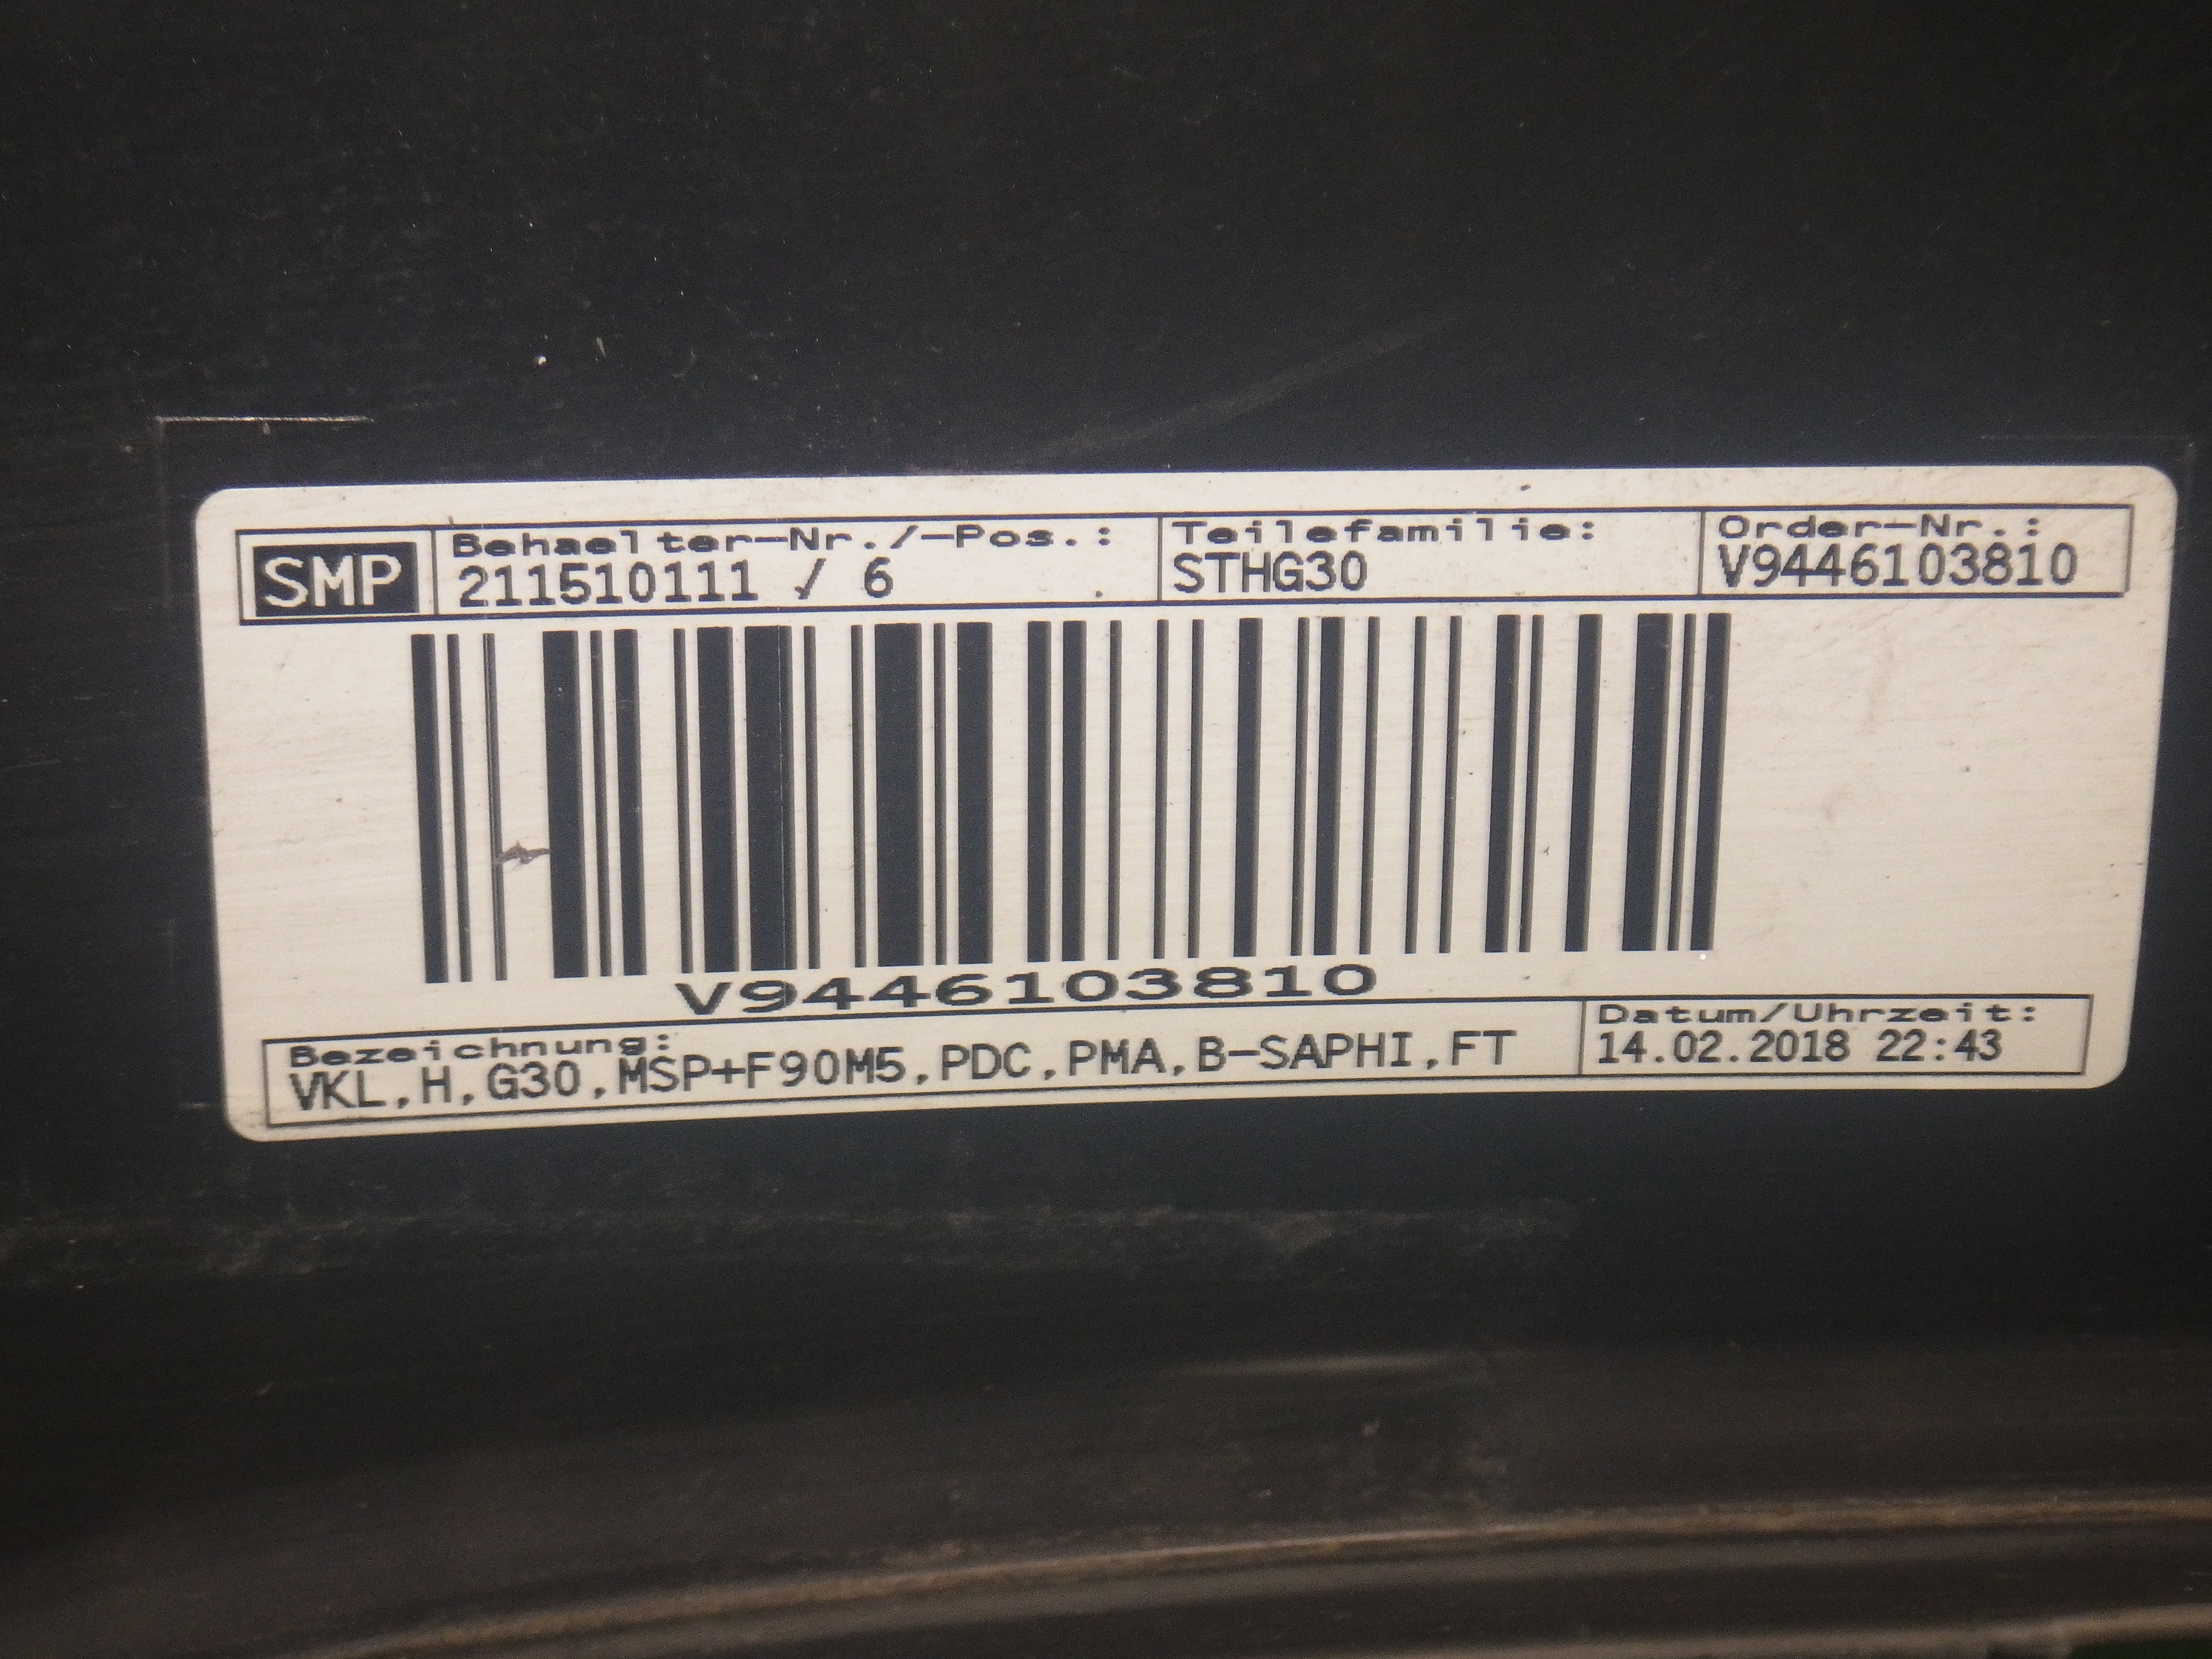 SMP
Behaelter-Nr./-Pos.:
211510111 / 6
Teilefamilie:
STHG30
Order-Nr.:
V9446103810
V9446103810
Bezeichnung:
VKL,H,G30,MSP+F90M5,PDC,PMA,B-SAPHI,FT
Datum/Uhrzeit:
14.02.2018 22:43